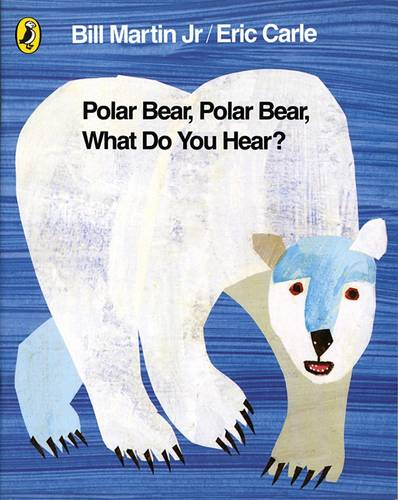 Bill Martin Jr/Eric Carle
Polar Bear, Polar Bear,
What Do You Hear?